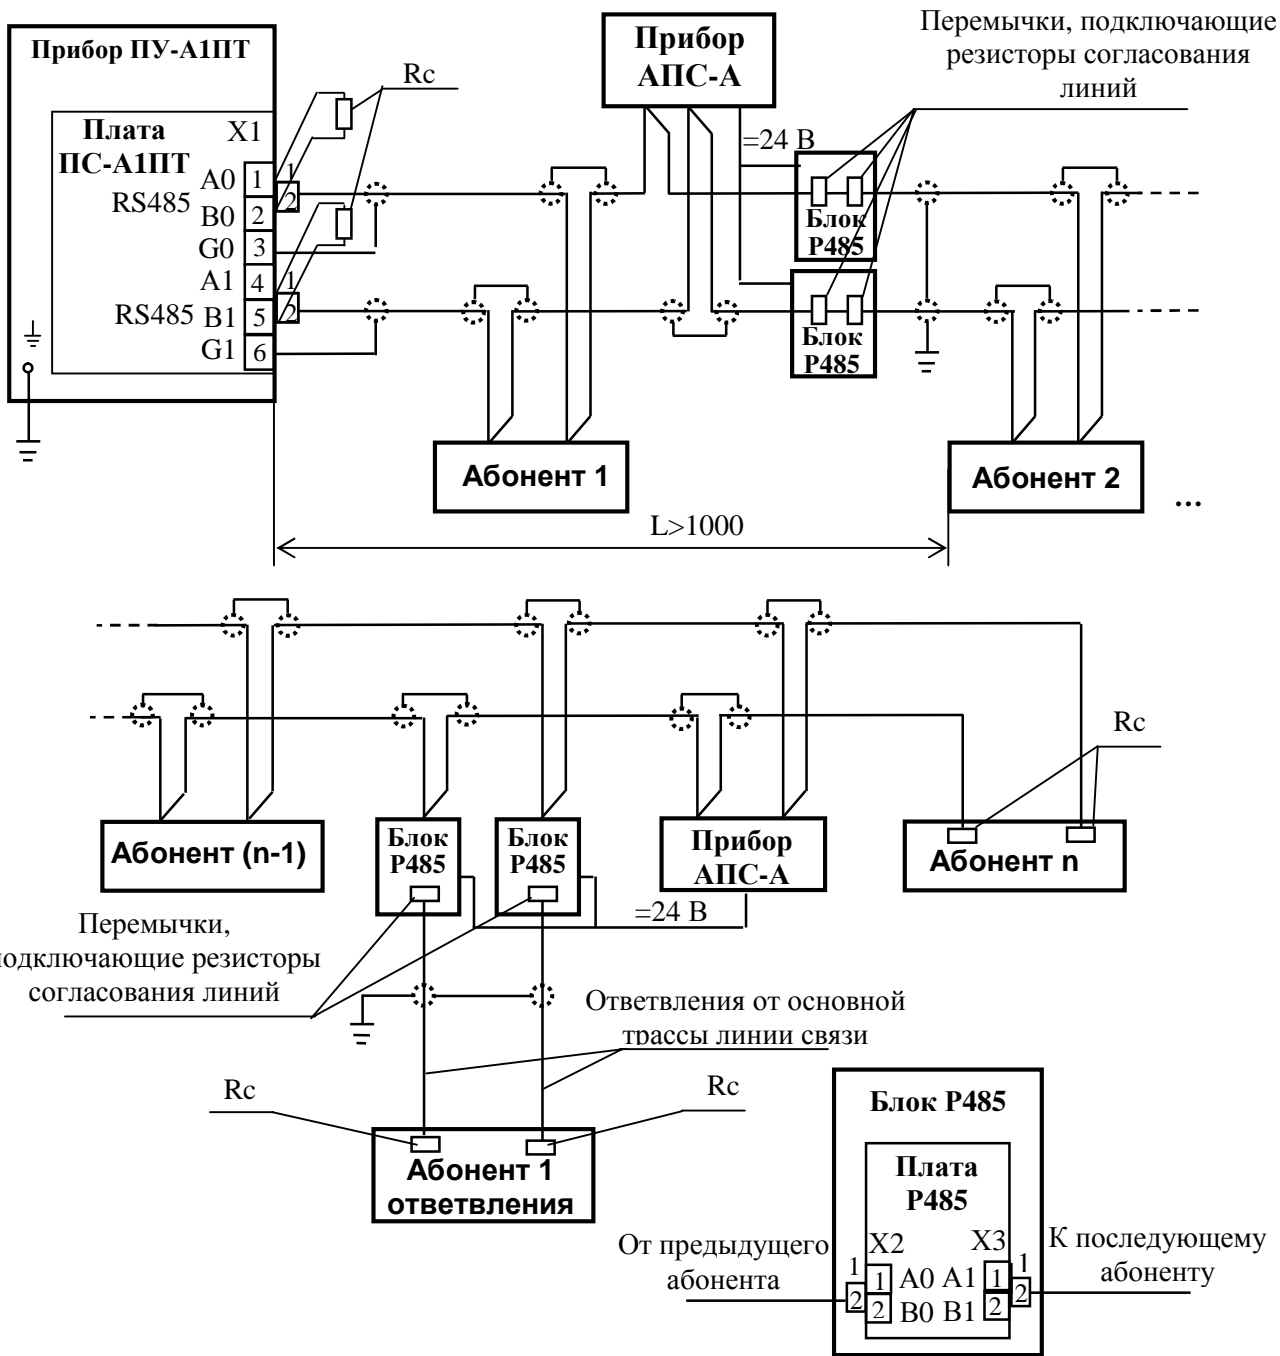 Прибор ПУ-А1ПТ
Плата
ПС-А1ПТ
X1
A0 1 1
RS485
B0 2 2
G0 3
A1 4 1
RS485 B1 5 2
G1 6
Rc
Прибор
АПС-А
=24 В
Перемычки, подключающие
резисторы согласования
линий
Блок
Р485
Блок
Р485
Абонент 1
Абонент 2
...
L>1000
Rc
Абонент (n-1)
Блок
Р485
Блок
Р485
Прибор
АПС-А
Абонент n
=24 В
Перемычки,
подключающие резисторы
согласования линий
Ответвления от основной
трассы линии связи
Rc
Rc
Абонент 1
ответвления
Блок Р485
Плата
Р485
От предыдущего
абонента
X2 X3
1 1 A0 A1 1 1
2 2 B0 B1 2 2
К последующему
абоненту